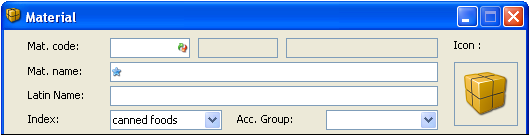 Material
Mat. code:
Icon :
Mat. name:
Latin Name:
Index: canned foods Acc. Group: